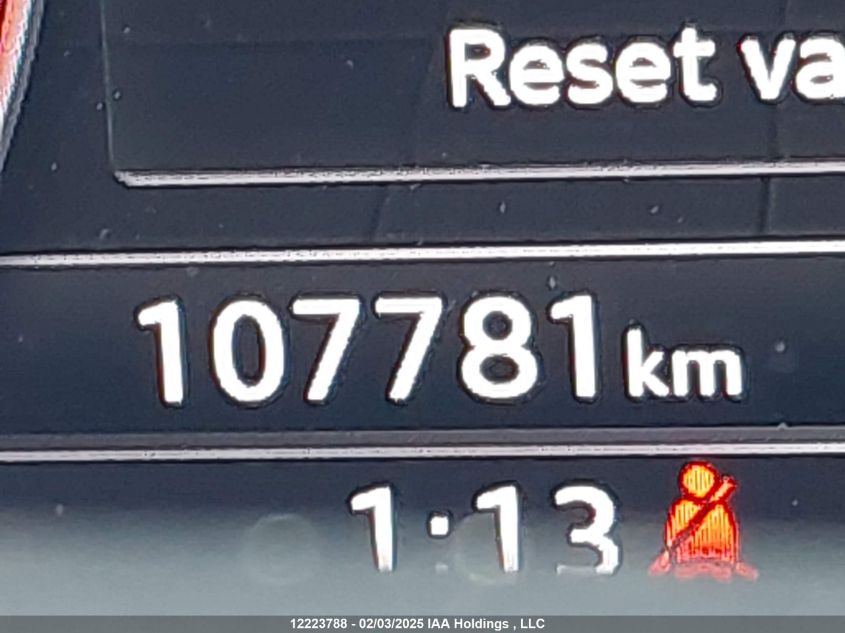 Reset va
107781 km
1:13
12223788 - 02/03/2025 IAA Holdings , LLC